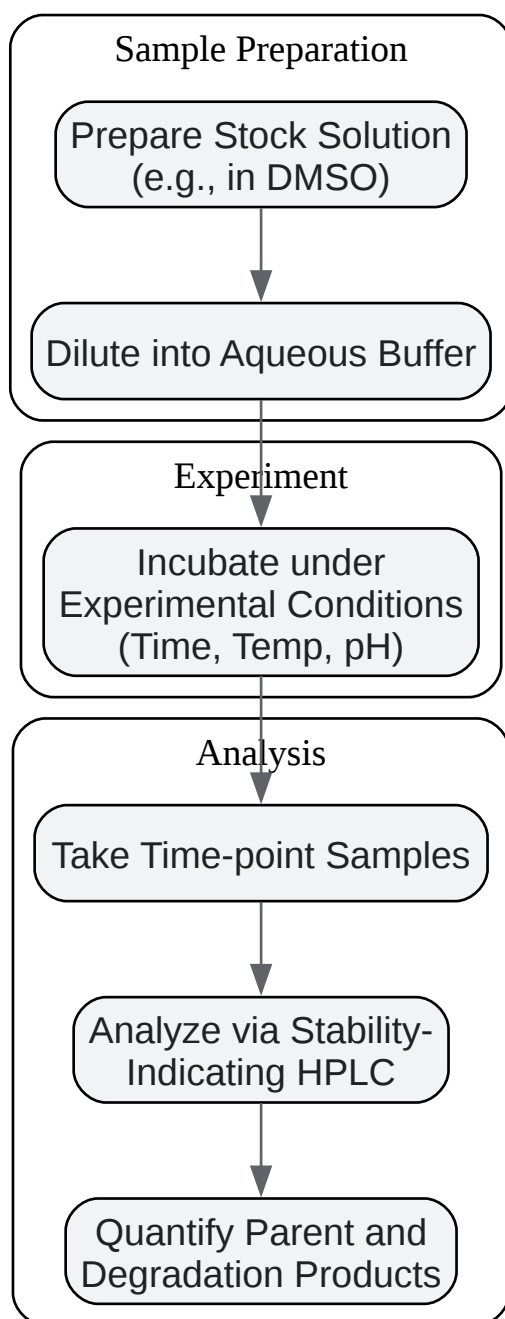 Sample Preparation
Prepare Stock Solution
(e.g., in DMSO)
Dilute into Aqueous Buffer
Experiment
Incubate under
Experimental Conditions
(Time, Temp, pH)
Analysis
Take Time-point Samples
Analyze via Stability-
Indicating HPLC
Quantify Parent and
Degradation Products